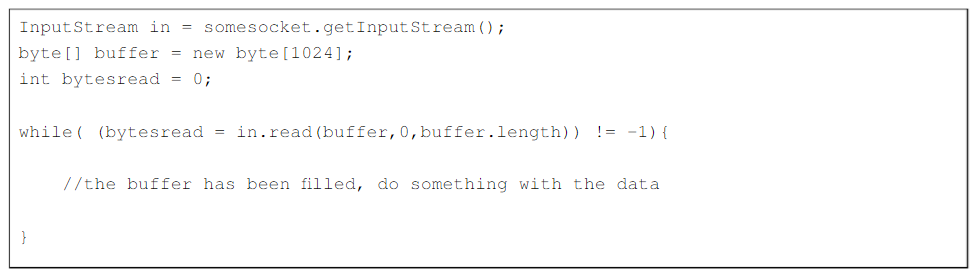 InputStream in = somesocket.getInputStream();
byte[] buffer = new byte[1024];
int bytesread = 0;
while( (bytesread = in.read(buffer,0,buffer.length)) != -1){
//the buffer has been filled, do something with the data
}